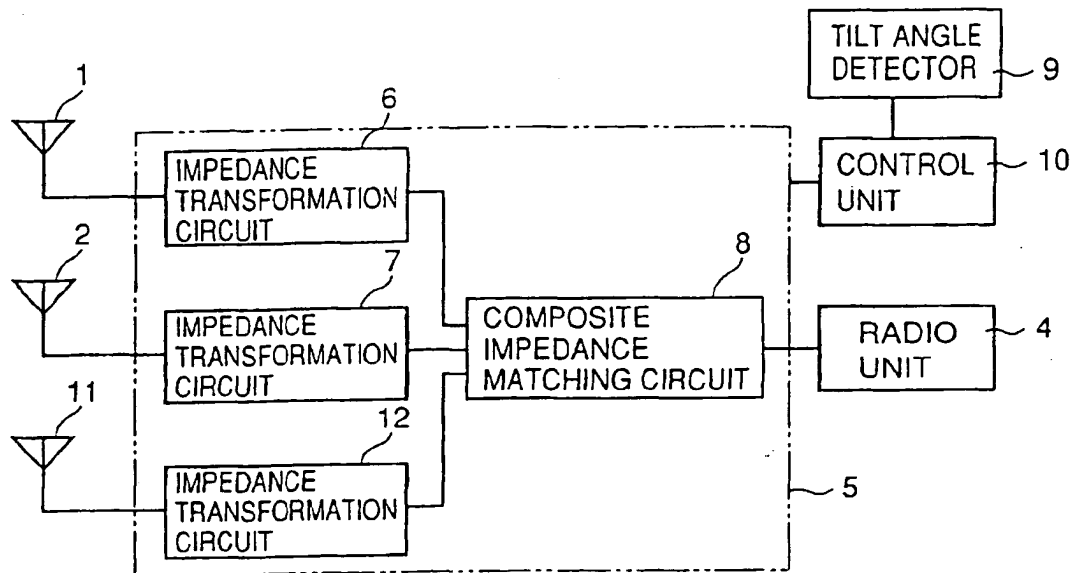 1
6
IMPEDANCE
TRANSFORMATION
CIRCUIT
TILT ANGLE
DETECTOR
9
CONTROL
UNIT
10
2
7
IMPEDANCE
TRANSFORMATION
CIRCUIT
8
COMPOSITE
IMPEDANCE
MATCHING CIRCUIT
RADIO
UNIT
4
11
12
IMPEDANCE
TRANSFORMATION
CIRCUIT
5